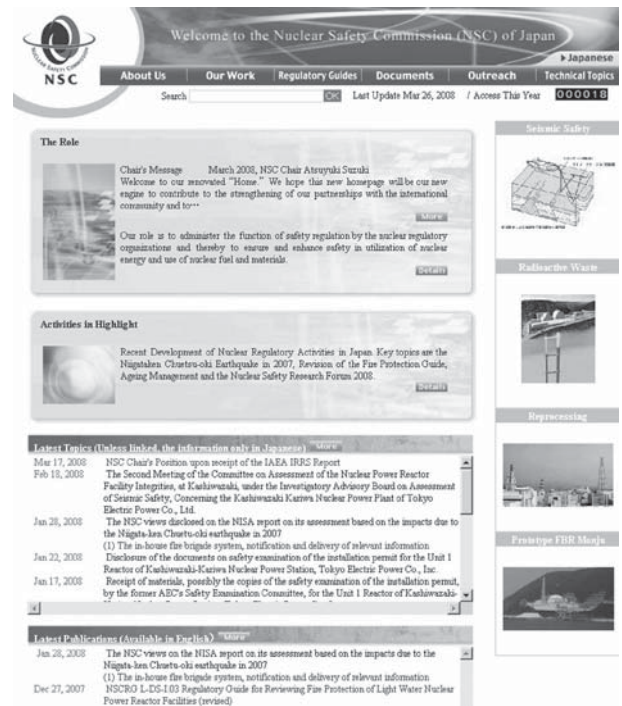 Welcome to the Nuclear Safety Commission (NSC) of Japan
NSC
Japanese
About Us Our Work Regulatory Guides Documents Outreach Technical Topics
Search OK Last Update Mar 26, 2008 / Access This Year 000018
The Role
Chair's Message March 2008, NSC Chair Atsuyuki Suzuki
Welcome to our renovated "Home." We hope this new homepage will be our new
engine to contribute to the strengthening of our partnerships with the international
community and to…
More
Our role is to administer the function of safety regulation by the nuclear regulatory
organizations and thereby to ensure and enhance safety in utilization of nuclear
energy and use of nuclear fuel and materials.
Details
Activities in Highlight
Recent Development of Nuclear Regulatory Activities in Japan. Key topics are the
Niigataken Chuetsu-oki Earthquake in 2007, Revision of the Fire Protection Guide,
Ageing Management and the Nuclear Safety Research Forum 2008.
Details
Latest Topics (Unless linked, the information only in Japanese) More
Mar 17, 2008 NSC Chair's Position upon receipt of the IAEA IRRS Report
Feb 18, 2008 The Second Meeting of the Committee on Assessment of the Nuclear Power Reactor
Facility Integrities, at Kashiwazaki, under the Investigatory Advisory Board on Assessment
of Seismic Safety, Concerning the Kashiwazaki Kariwa Nuclear Power Plant of Tokyo
Electric Power Co., Ltd.
Jan 28, 2008 The NSC views disclosed on the NISA report on its assessment based on the impacts due to
the Niigata-ken Chuetu-oki earthquake in 2007
(1) The in-house fire brigade system, notification and delivery of relevant information
Jan 22, 2008 Disclosure of the documents on safety examination of the installation permit for the Unit 1
Reactor of Kashiwazaki-Kariwa Nuclear Power Station, Tokyo Electric Power Co., Inc.
Jan 17, 2008 Receipt of materials, possibly the copies of the safety examination of the installation permit,
by the former AEC's Safety Examination Committee, for the Unit 1 Reactor of Kashiwazaki-
Latest Publications (Available in English) More
Jan 28, 2008 The NSC views on the NISA report on its assessment based on the impacts due to the
Niigata-ken Chuetu-oki earthquake in 2007
(1) The in-house fire brigade system, notification and delivery of relevant information
Dec 27, 2007 NSCRG L-DS-I.03 Regulatory Guide for Reviewing Fire Protection of Light Water Nuclear
Power Reactor Facilities (revised)
Seismic Safety
Radioactive Waste
Reprocessing
Prototype FBR Monju